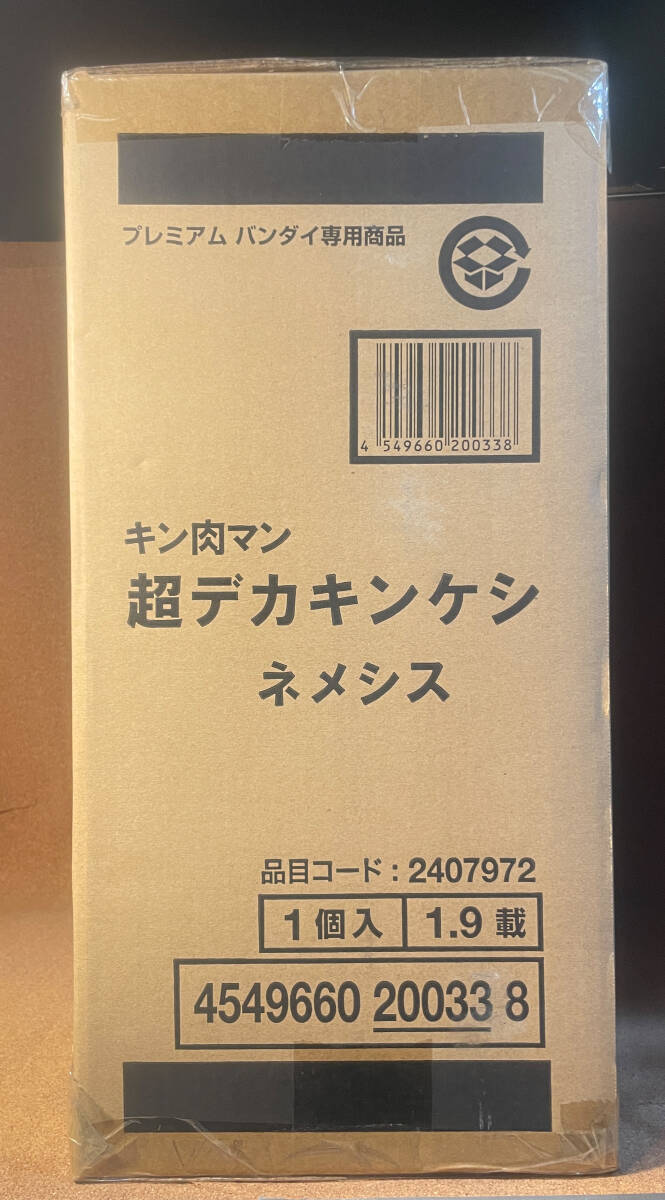 プレミアム バンダイ専用商品
4 549660 200338
キン肉マン
超デカキンケシ
ネメシス
品目コード：2407972
1個入 1.9 載
4549660 20033 8